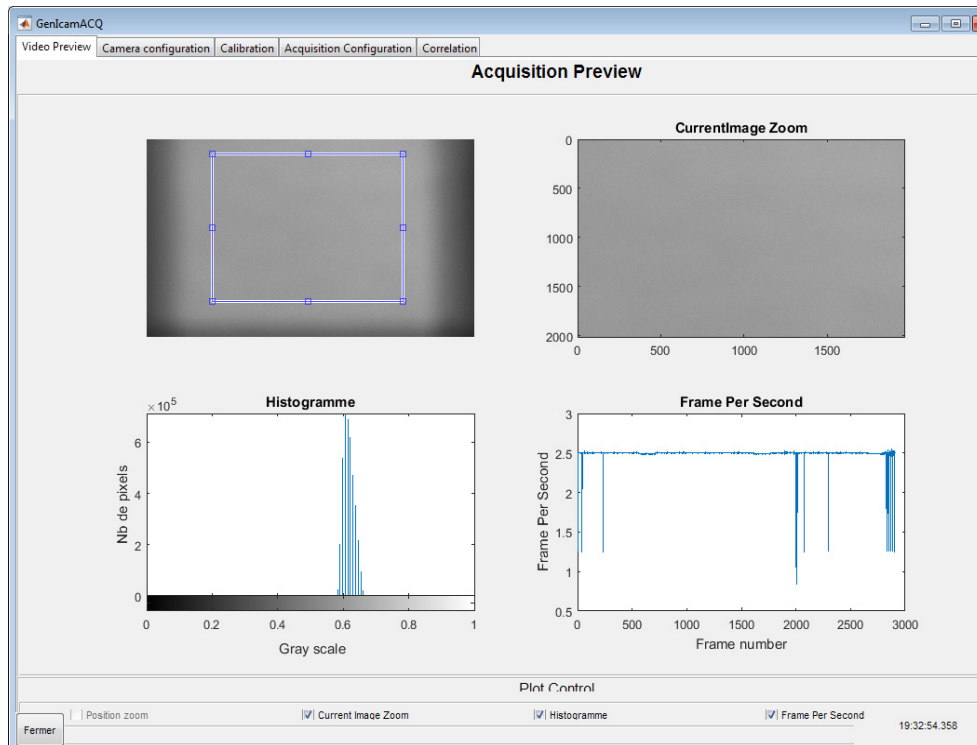 GenIcamACQ
Video Preview Camera configuration Calibration Acquisition Configuration Correlation
Acquisition Preview
CurrentImage Zoom
0
500
1000
1500
2000
0 500 1000 1500
Histogramme
× 10^5
6
4
2
0
Nb de pixels
0 0.2 0.4 0.6 0.8 1
Gray scale
Frame Per Second
3
2.5
2
1.5
1
0.5
Frame Per Second
0 500 1000 1500 2000 2500 3000
Frame number
Plot Control
Position zoom Current Image Zoom Histogramme Frame Per Second
Fermer
19:32:54.358